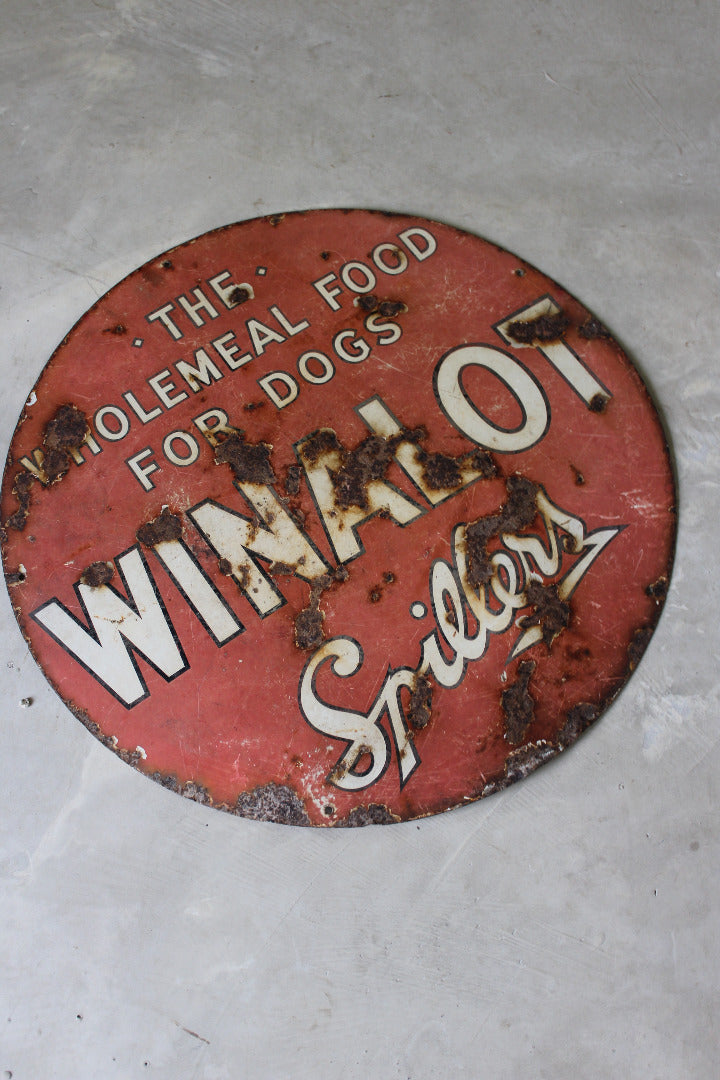 · THE ·
WHOLEMEAL FOOD
FOR DOGS
WINALOT
Spillers